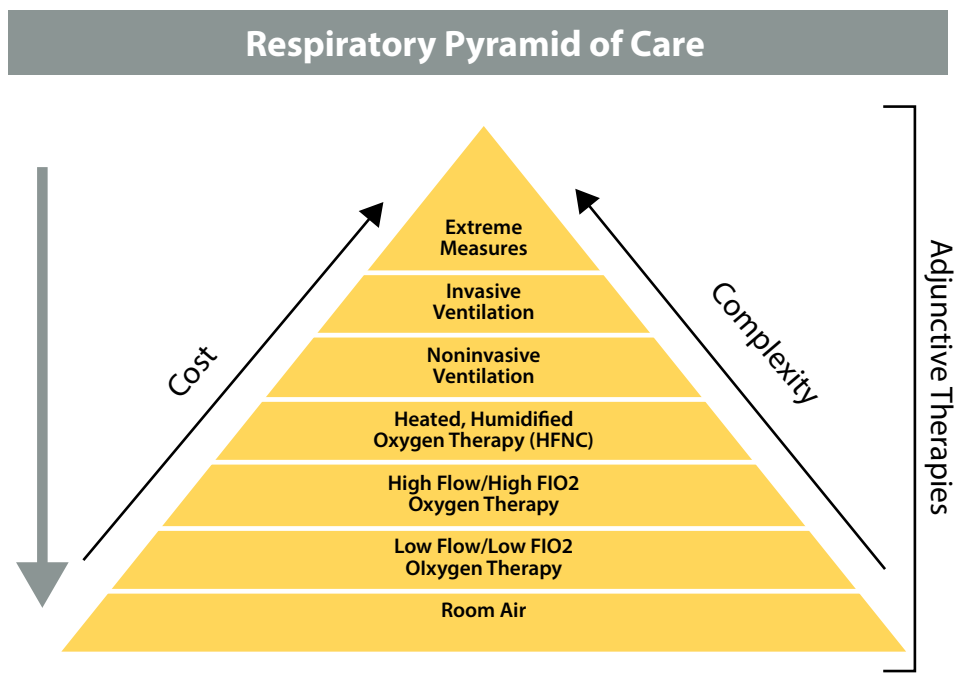 Respiratory Pyramid of Care
Extreme
Measures
Invasive
Ventilation
Noninvasive
Ventilation
Heated, Humidified
Oxygen Therapy (HFNC)
High Flow/High FIO2
Oxygen Therapy
Low Flow/Low FIO2
OIxygen Therapy
Room Air
Cost
Complexity
Adjunctive Therapies